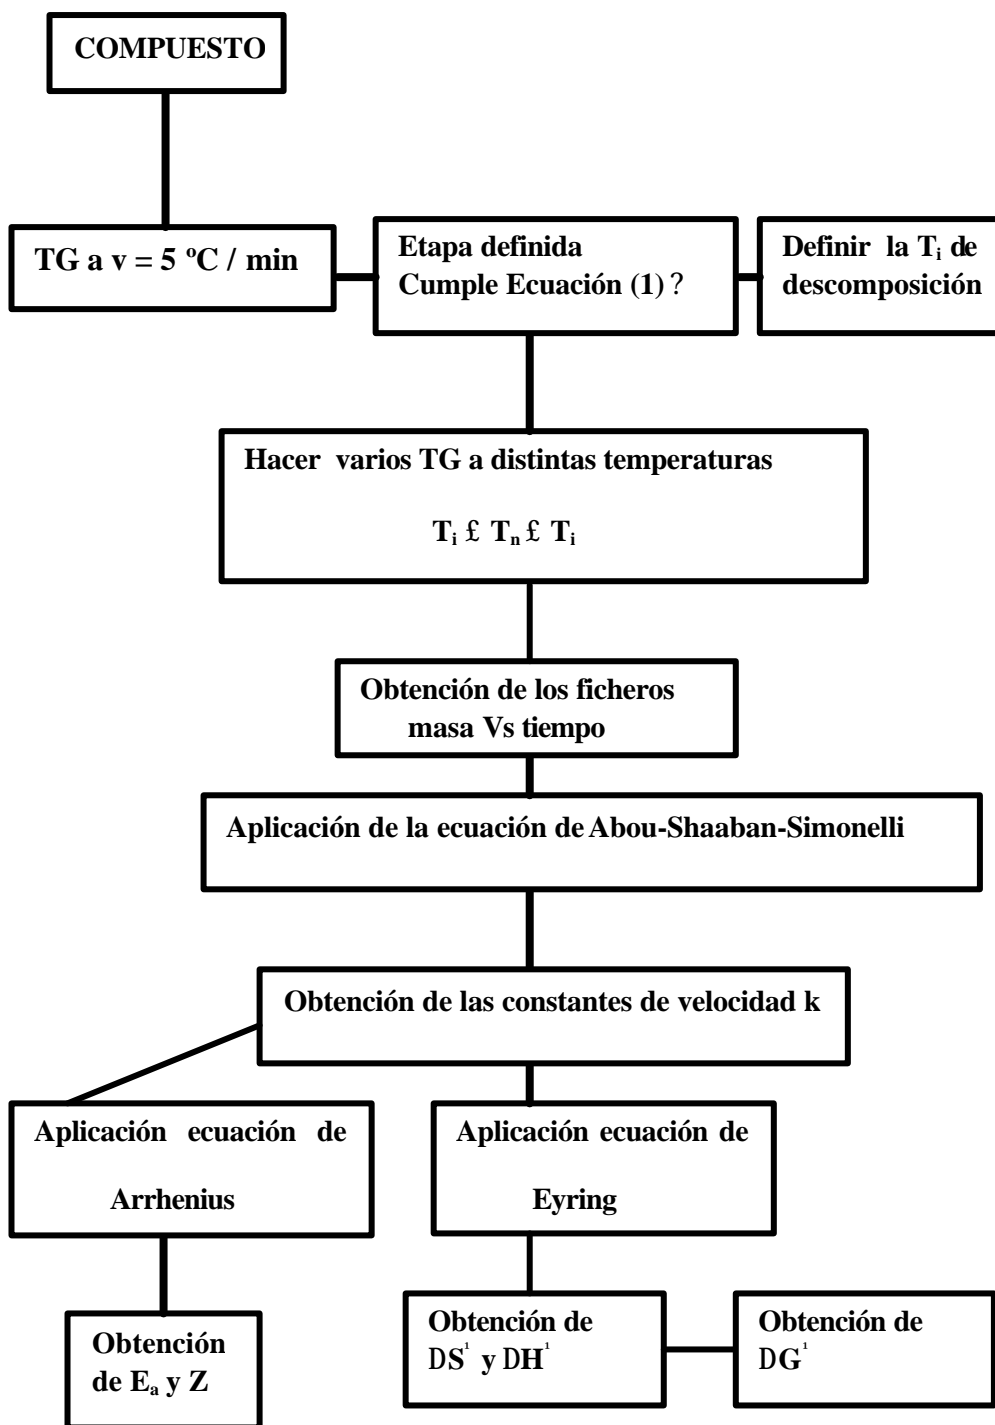 COMPUESTO
TG a v = 5 ºC / min
Etapa definida
Cumple Ecuación (1) ?
Definir la Tᵢ de
descomposición
Hacer varios TG a distintas temperaturas
Tᵢ £ Tₙ £ Tᵢ
Obtención de los ficheros
masa Vs tiempo
Aplicación de la ecuación de Abou-Shaaban-Simonelli
Obtención de las constantes de velocidad k
Aplicación ecuación de
Arrhenius
Aplicación ecuación de
Eyring
Obtención
de Eₐ y Z
Obtención de
DS¹ y DH¹
Obtención de
DG¹